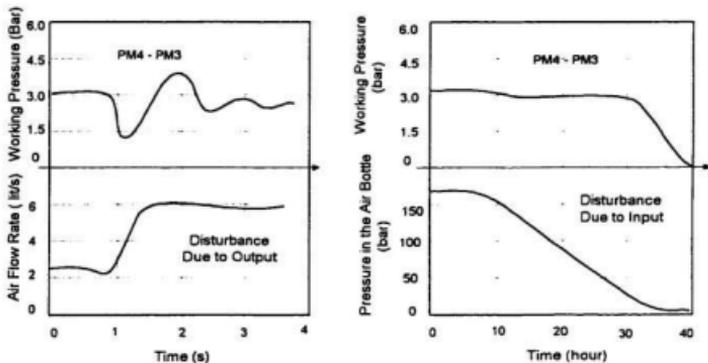 Working Pressure (Bar)
6.0
4.5
3.0
1.5
0
PM4 - PM3
Air Flow Rate ( lit/s)
6
4
2
0
Disturbance
Due to Output
0 1 2 3 4
Time (s)
Working Pressure
(bar)
6.0
4.5
3.0
1.5
0
PM4 - PM3
Pressure in the Air Bottle
(bar)
150
100
50
0
Disturbance
Due to Input
0 10 20 30 40
Time (hour)